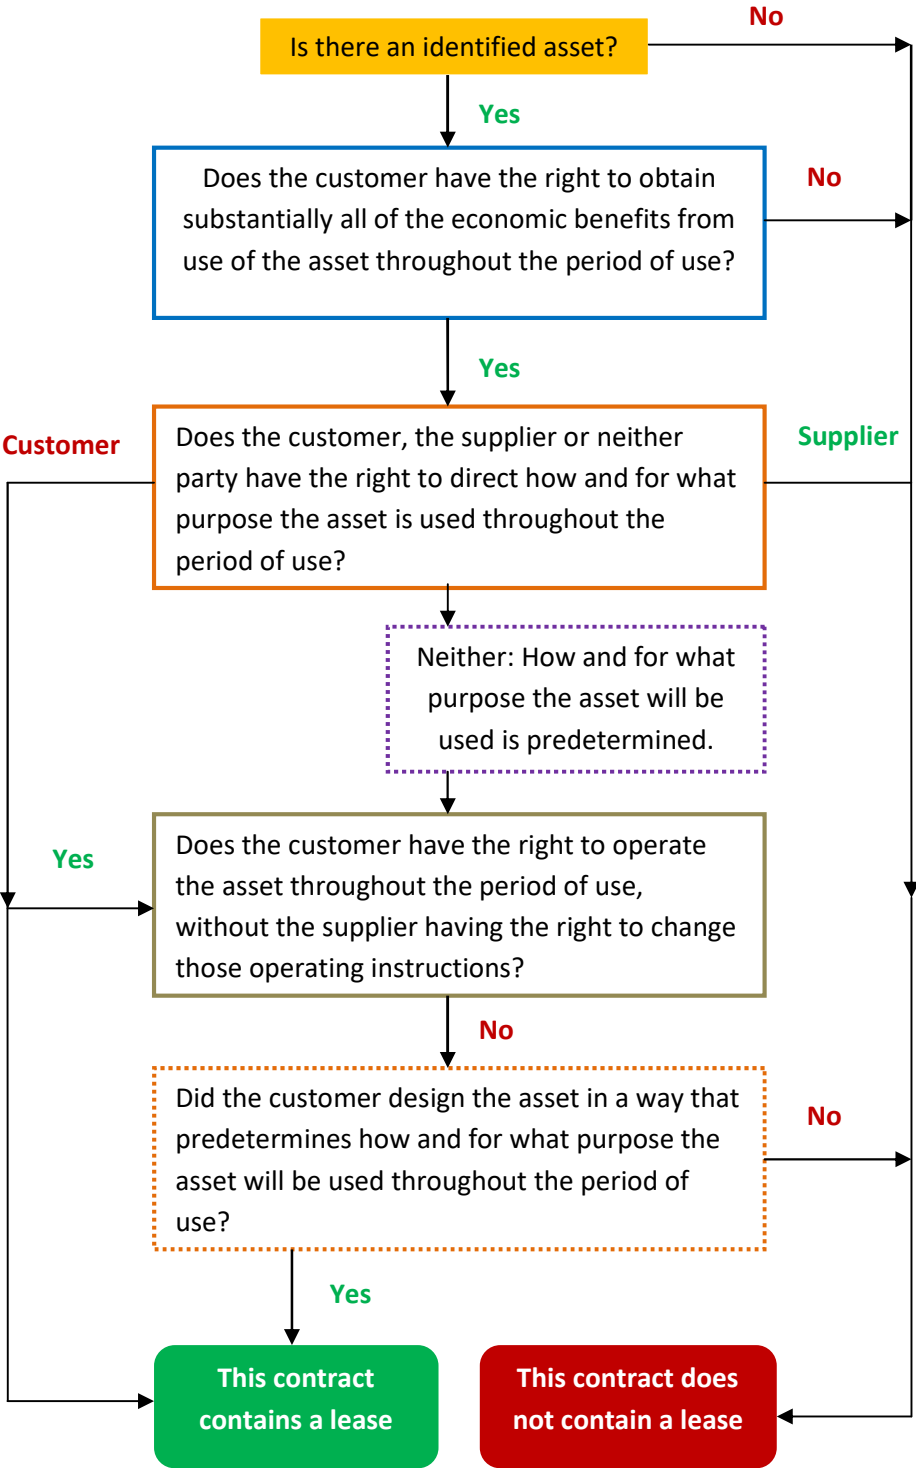 No
Is there an identified asset?
Yes
Does the customer have the right to obtain
substantially all of the economic benefits from
use of the asset throughout the period of use?
No
Yes
Customer
Does the customer, the supplier or neither
party have the right to direct how and for what
purpose the asset is used throughout the
period of use?
Supplier
Neither: How and for what
purpose the asset will be
used is predetermined.
Yes
Does the customer have the right to operate
the asset throughout the period of use,
without the supplier having the right to change
those operating instructions?
No
Did the customer design the asset in a way that
predetermines how and for what purpose the
asset will be used throughout the period of
use?
No
Yes
This contract
contains a lease
This contract does
not contain a lease